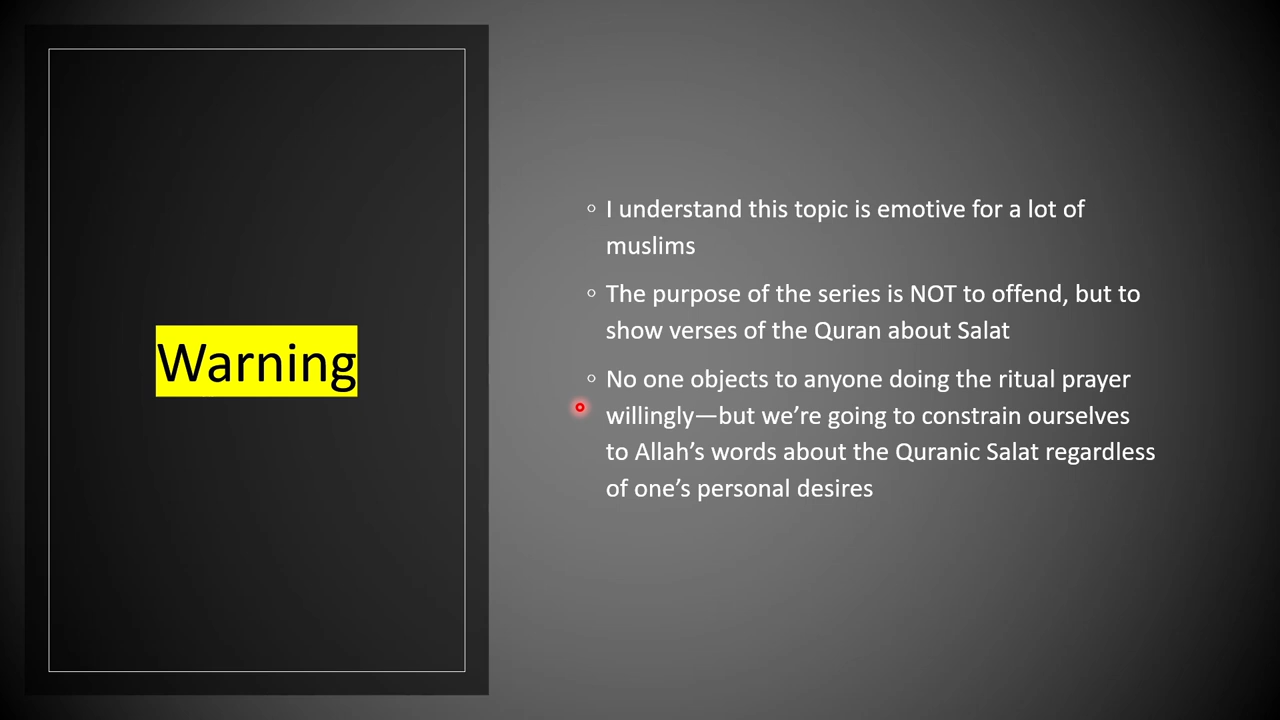 Warning
I understand this topic is emotive for a lot of
muslims
The purpose of the series is NOT to offend, but to
show verses of the Quran about Salat
No one objects to anyone doing the ritual prayer
willingly—but we’re going to constrain ourselves
to Allah’s words about the Quranic Salat regardless
of one’s personal desires